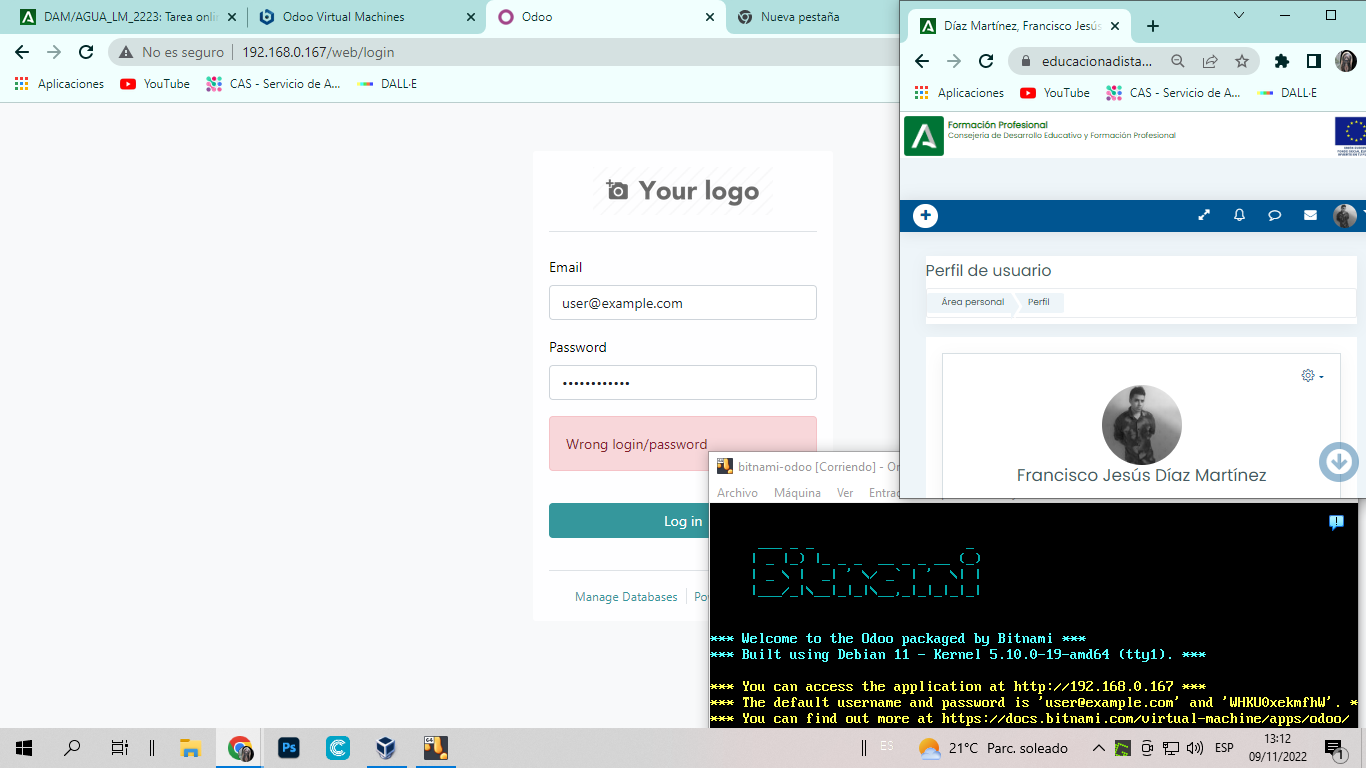 DAM/AGUA_LM_2223: Tarea onlin
Odoo Virtual Machines
Odoo
Nueva pestaña
No es seguro
192.168.0.167/web/login
Aplicaciones
YouTube
CAS - Servicio de A...
DALL·E
Your logo
Email
user@example.com
Password
••••••••••••
Wrong login/password
Log in
Manage Databases
Po
Díaz Martínez, Francisco Jesús
educacionadista...
Aplicaciones
YouTube
CAS - Servicio de A...
DALL·E
Formación Profesional
Consejería de Desarrollo Educativo y Formación Profesional
Perfil de usuario
Área personal
Perfil
Francisco Jesús Díaz Martínez
bitnami-odoo [Corriendo] - Or
Archivo
Máquina
Ver
Entrad
Bitnami
*** Welcome to the Odoo packaged by Bitnami ***
*** Built using Debian 11 - Kernel 5.10.0-19-amd64 (tty1). ***
*** You can access the application at http://192.168.0.167 ***
*** The default username and password is 'user@example.com' and 'WHKU0xekmfhW'. *
*** You can find out more at https://docs.bitnami.com/virtual-machine/apps/odoo/
Ps
64
ES
21°C Parc. soleado
ESP
13:12
09/11/2022
1